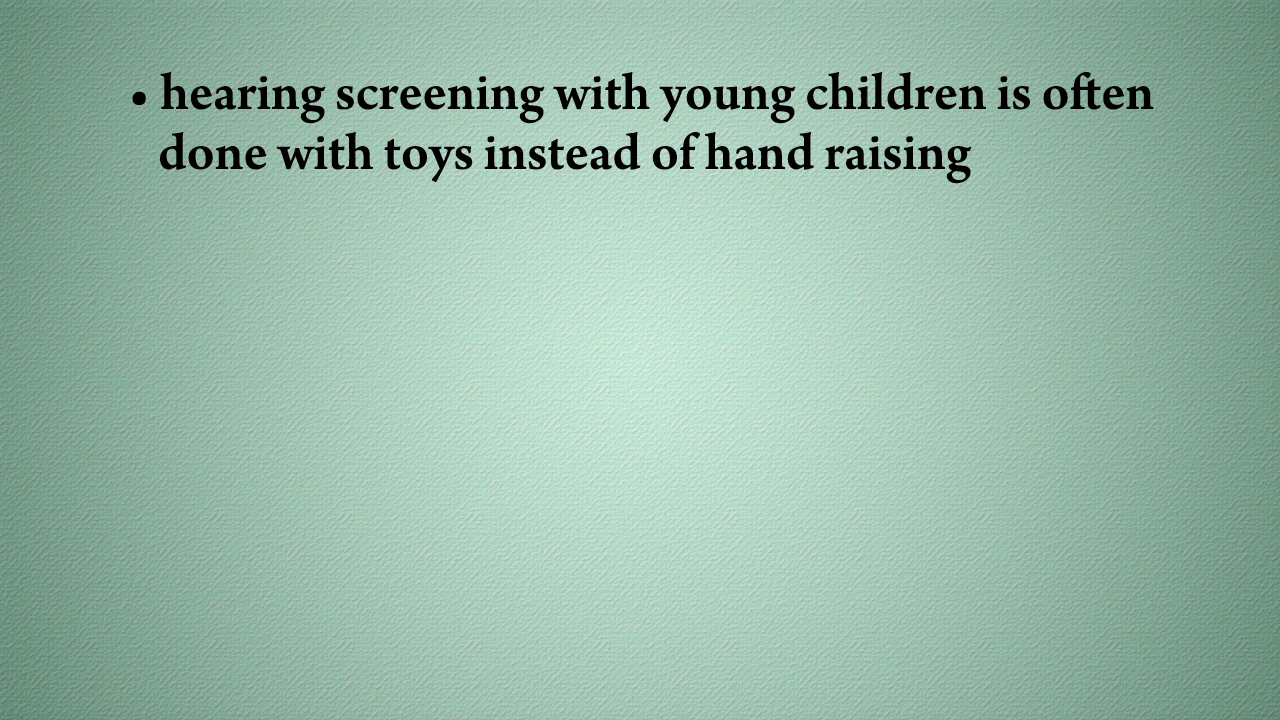 • hearing screening with young children is often
done with toys instead of hand raising